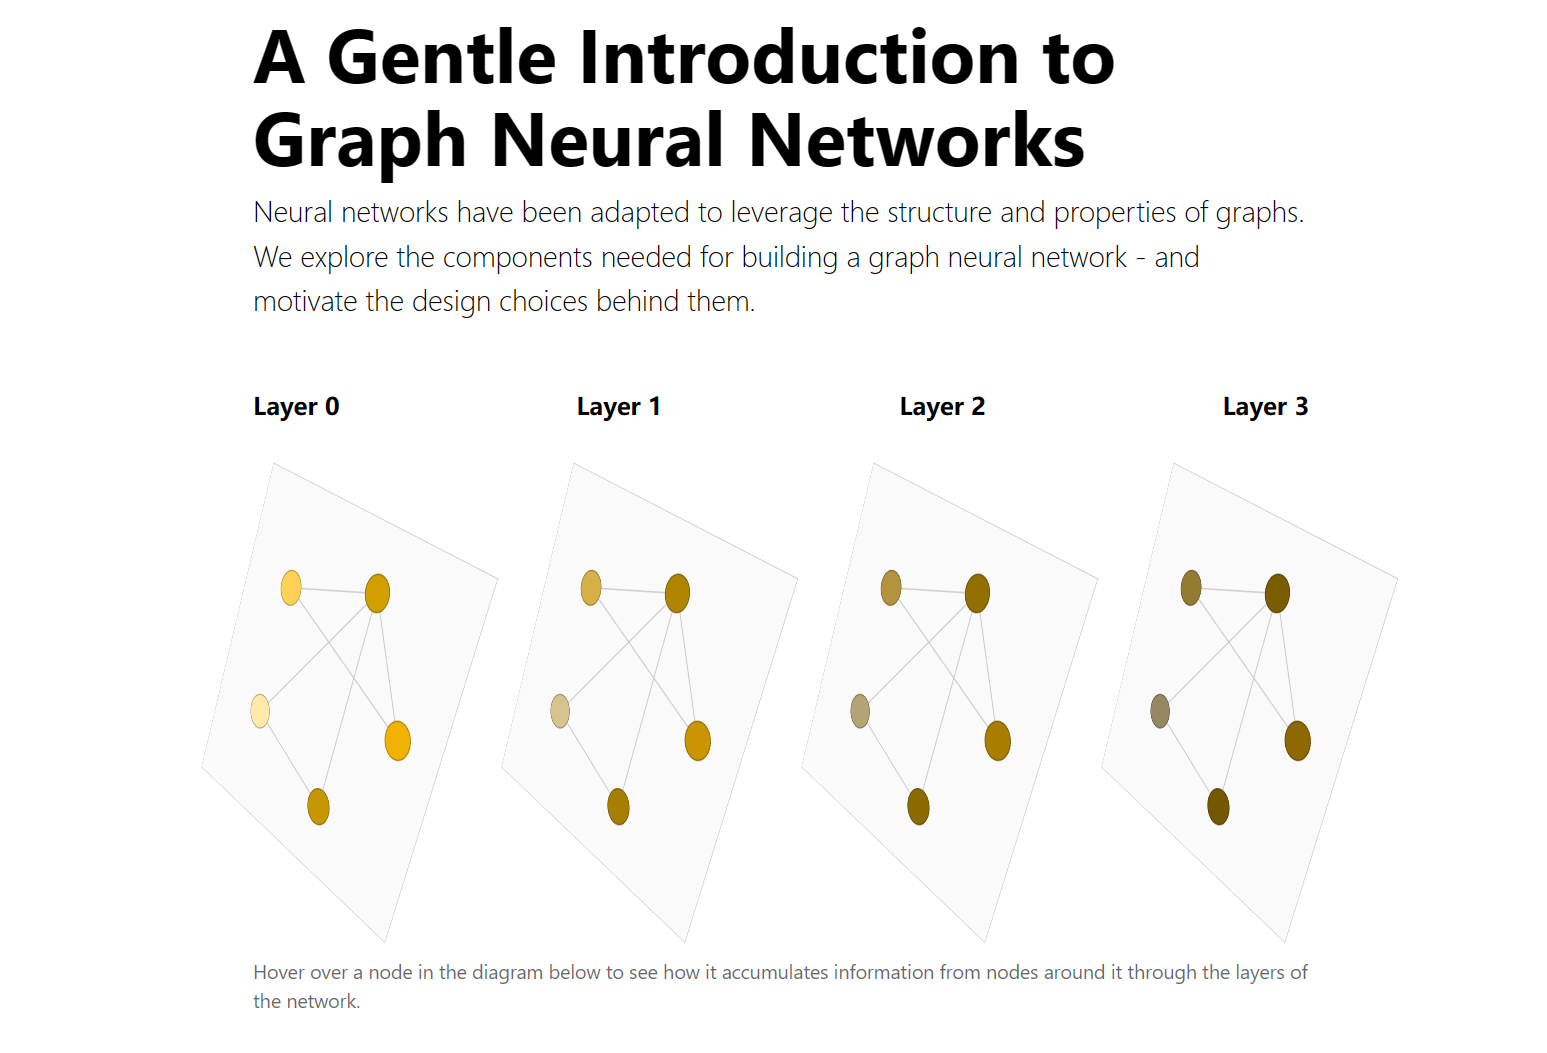 A Gentle Introduction to
Graph Neural Networks
Neural networks have been adapted to leverage the structure and properties of graphs.
We explore the components needed for building a graph neural network - and
motivate the design choices behind them.
Layer 0
Layer 1
Layer 2
Layer 3
Hover over a node in the diagram below to see how it accumulates information from nodes around it through the layers of
the network.